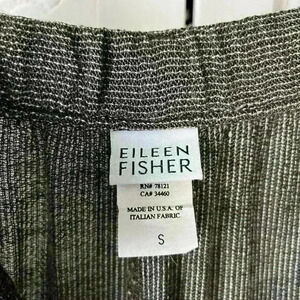 EILEEN
FISHER
RN# 78121
CA# 34460
MADE IN U.S.A. OF
ITALIAN FABRIC
S